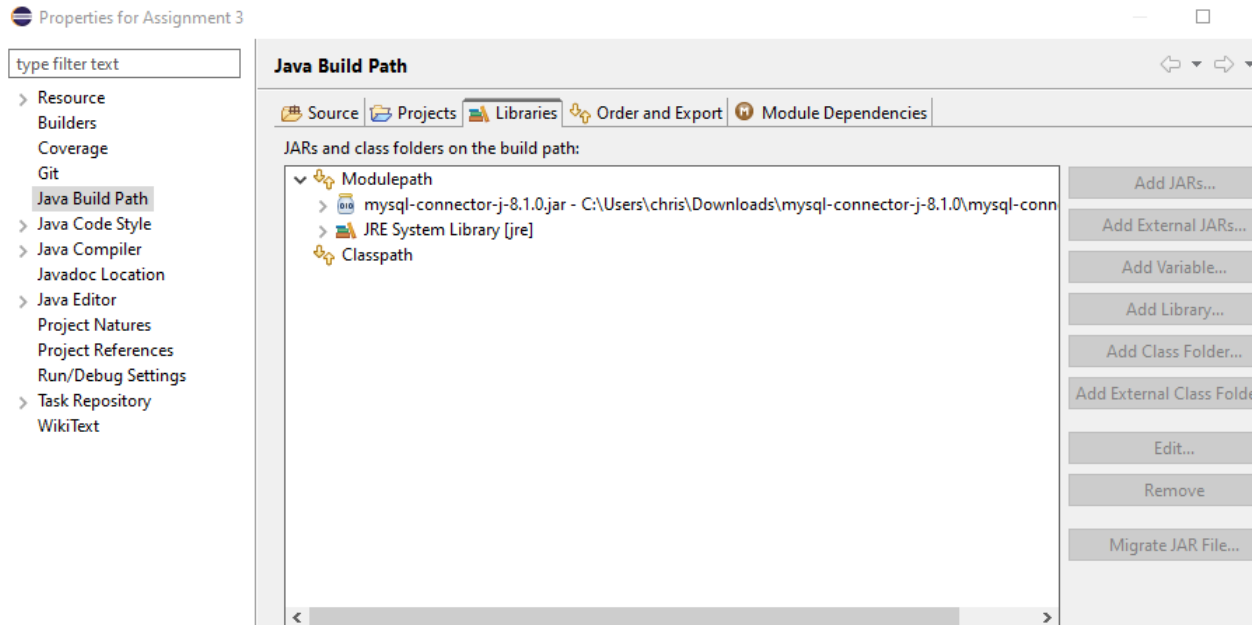 Properties for Assignment 3
type filter text
Resource
Builders
Coverage
Git
Java Build Path
Java Code Style
Java Compiler
Javadoc Location
Java Editor
Project Natures
Project References
Run/Debug Settings
Task Repository
WikiText
Java Build Path
Source Projects Libraries Order and Export Module Dependencies
JARs and class folders on the build path:
Modulepath
mysql-connector-j-8.1.0.jar - C:\Users\chris\Downloads\mysql-connector-j-8.1.0\mysql-conn
JRE System Library [jre]
Classpath
Add JARs...
Add External JARs...
Add Variable...
Add Library...
Add Class Folder...
Add External Class Folde
Edit...
Remove
Migrate JAR File...